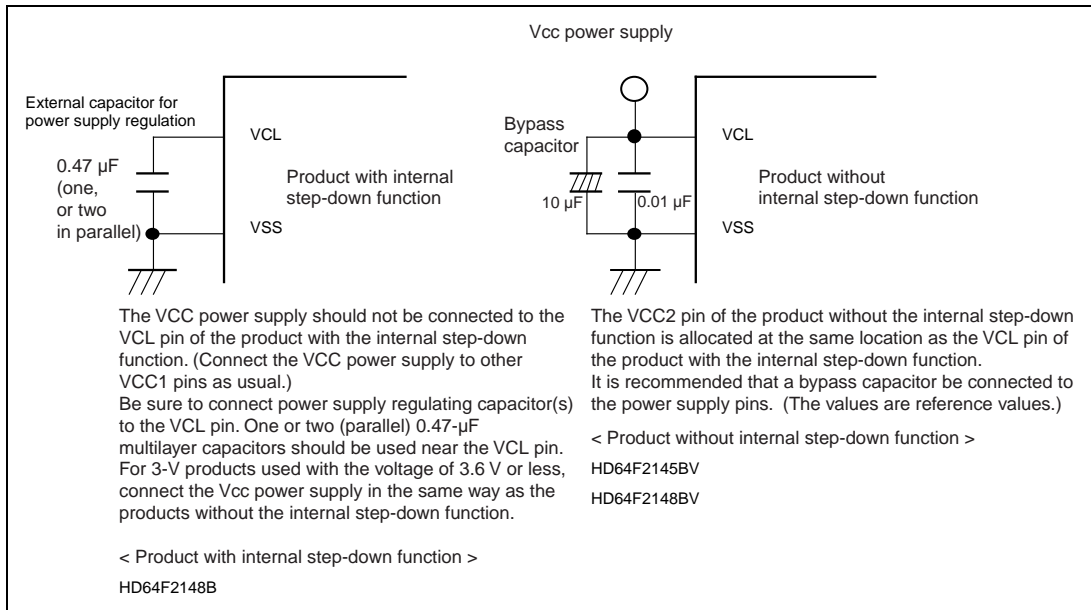 Vcc power supply
External capacitor for
power supply regulation
VCL
0.47 µF
(one,
or two
in parallel)
Product with internal
step-down function
VSS
Bypass
capacitor
VCL
10 µF
0.01 µF
Product without
internal step-down function
VSS
The VCC power supply should not be connected to the
VCL pin of the product with the internal step-down
function. (Connect the VCC power supply to other
VCC1 pins as usual.)
Be sure to connect power supply regulating capacitor(s)
to the VCL pin. One or two (parallel) 0.47-µF
multilayer capacitors should be used near the VCL pin.
For 3-V products used with the voltage of 3.6 V or less,
connect the Vcc power supply in the same way as the
products without the internal step-down function.
< Product with internal step-down function >
HD64F2148B
The VCC2 pin of the product without the internal step-down
function is allocated at the same location as the VCL pin of
the product with the internal step-down function.
It is recommended that a bypass capacitor be connected to
the power supply pins. (The values are reference values.)
< Product without internal step-down function >
HD64F2145BV
HD64F2148BV